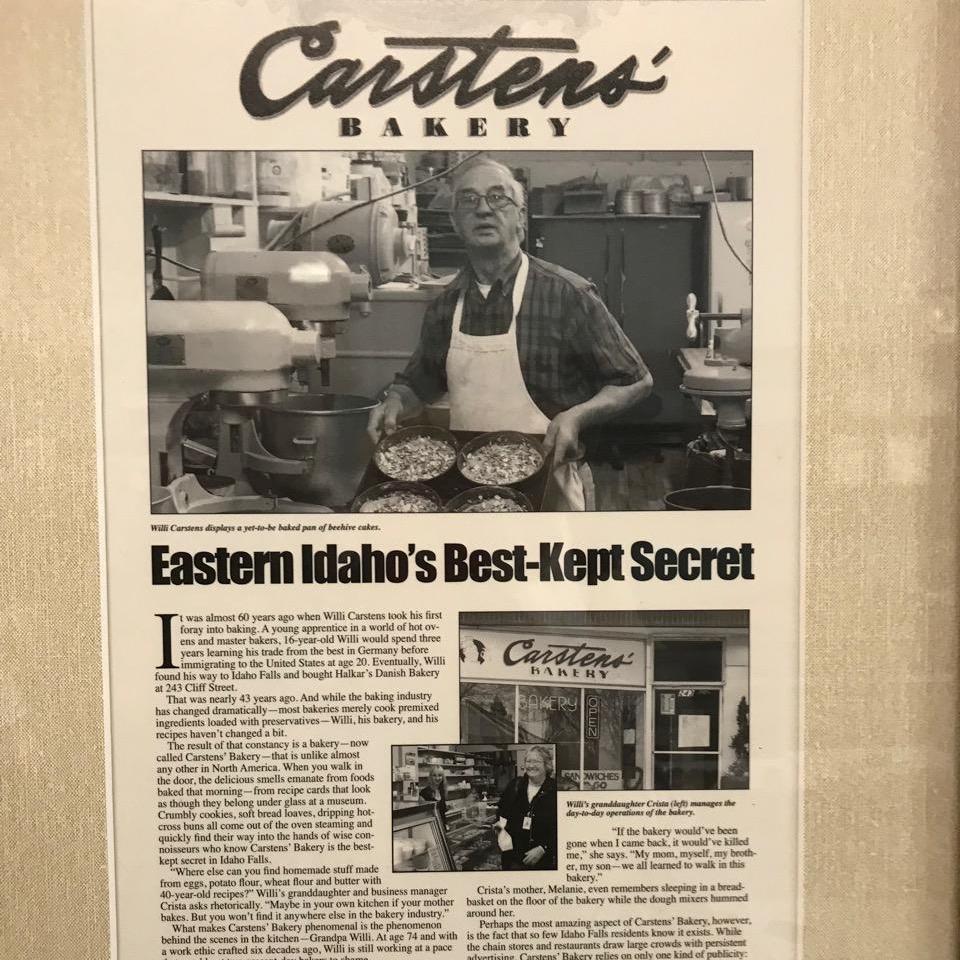 Carstens'
BAKERY
Willi Carstens displays a yet-to-be baked pan of beehive cakes.
Eastern Idaho's Best-Kept Secret
It was almost 60 years ago when Willi Carstens took his first
foray into baking. A young apprentice in a world of hot ov-
ens and master bakers, 16-year-old Willi would spend three
years learning his trade from the best in Germany before
immigrating to the United States at age 20. Eventually, Willi
found his way to Idaho Falls and bought Halkar's Danish Bakery
at 243 Cliff Street.
That was nearly 43 years ago. And while the baking industry
has changed dramatically—most bakeries merely cook premixed
ingredients loaded with preservatives—Willi, his bakery, and his
recipes haven't changed a bit.
The result of that constancy is a bakery—now
called Carstens' Bakery—that is unlike almost
any other in North America. When you walk in
the door, the delicious smells emanate from foods
baked that morning—from recipe cards that look
as though they belong under glass at a museum.
Crumbly cookies, soft bread loaves, dripping hot-
cross buns all come out of the oven steaming and
quickly find their way into the hands of wise con-
noisseurs who know Carstens' Bakery is the best-
kept secret in Idaho Falls.
"Where else can you find homemade stuff made
from eggs, potato flour, wheat flour and butter with
40-year-old recipes?" Willi's granddaughter and business manager
Crista asks rhetorically. "Maybe in your own kitchen if your mother
bakes. But you won't find it anywhere else in the bakery industry."
What makes Carstens' Bakery phenomenal is the phenomenon
behind the scenes in the kitchen—Grandpa Willi. At age 74 and with
a work ethic crafted six decades ago, Willi is still working at a pace
Carstens'
BAKERY
243
BAKERY
OPEN
SANDWICHES
TO GO
Willi's granddaughter Crista (left) manages the
day-to-day operations of the bakery.
"If the bakery would've been
gone when I came back, it would've killed
me," she says. "My mom, myself, my broth-
er, my son—we all learned to walk in this
bakery."
Crista's mother, Melanie, even remembers sleeping in a bread-
basket on the floor of the bakery while the dough mixers hummed
around her.
Perhaps the most amazing aspect of Carstens' Bakery, however,
is the fact that so few Idaho Falls residents know it exists. While
the chain stores and restaurants draw large crowds with persistent
advertising, Carstens' Bakery relies on only one kind of publicity: